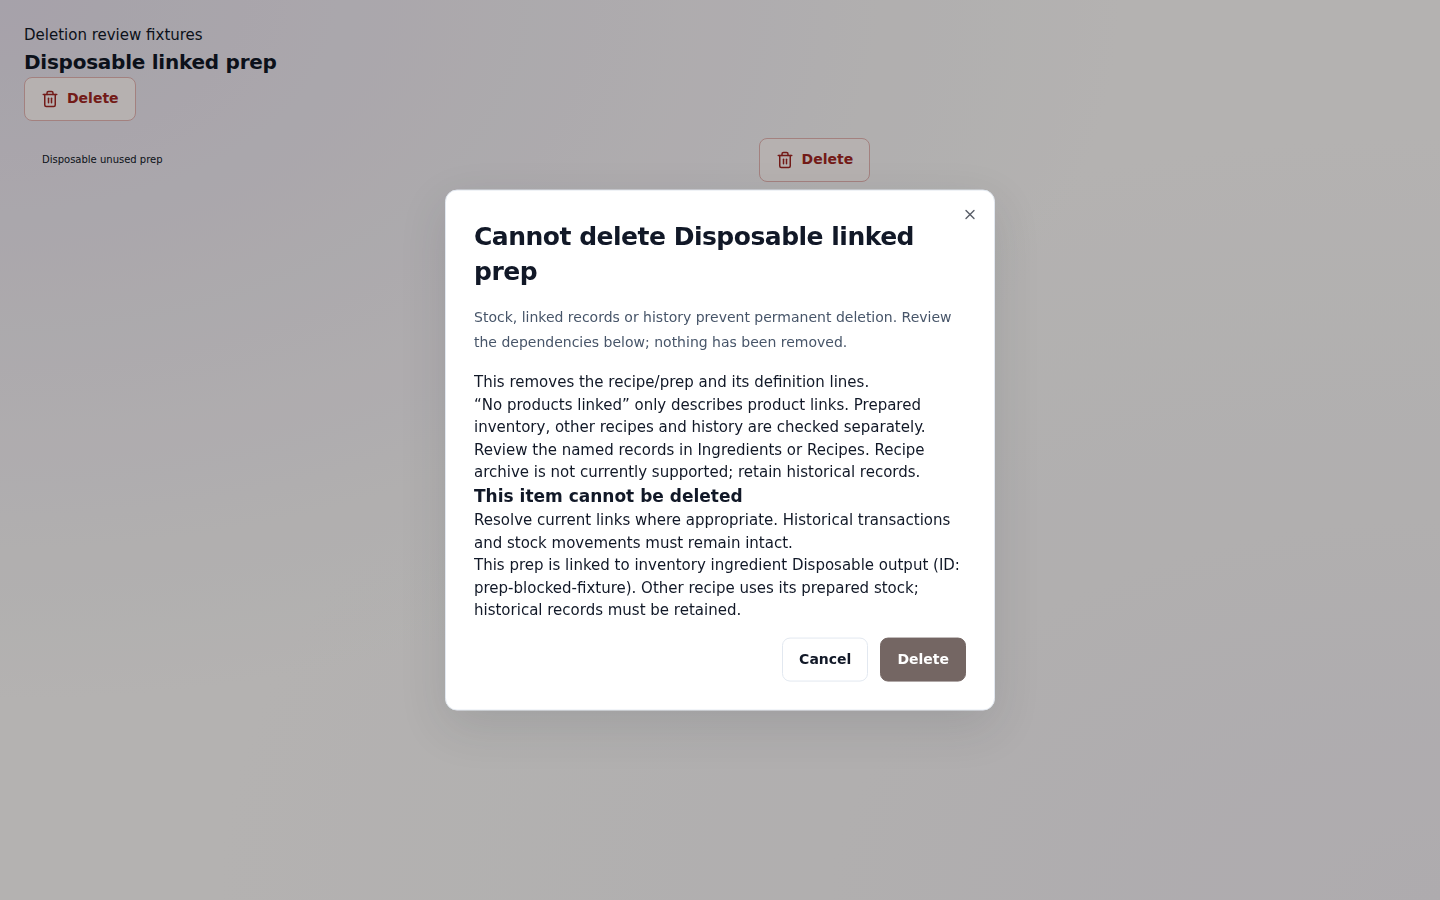 Deletion review fixtures
Disposable linked prep
Delete
Disposable unused prep
Delete
Cannot delete Disposable linked
prep
Stock, linked records or history prevent permanent deletion. Review
the dependencies below; nothing has been removed.
This removes the recipe/prep and its definition lines.
“No products linked” only describes product links. Prepared
inventory, other recipes and history are checked separately.
Review the named records in Ingredients or Recipes. Recipe
archive is not currently supported; retain historical records.
This item cannot be deleted
Resolve current links where appropriate. Historical transactions
and stock movements must remain intact.
This prep is linked to inventory ingredient Disposable output (ID:
prep-blocked-fixture). Other recipe uses its prepared stock;
historical records must be retained.
Cancel
Delete